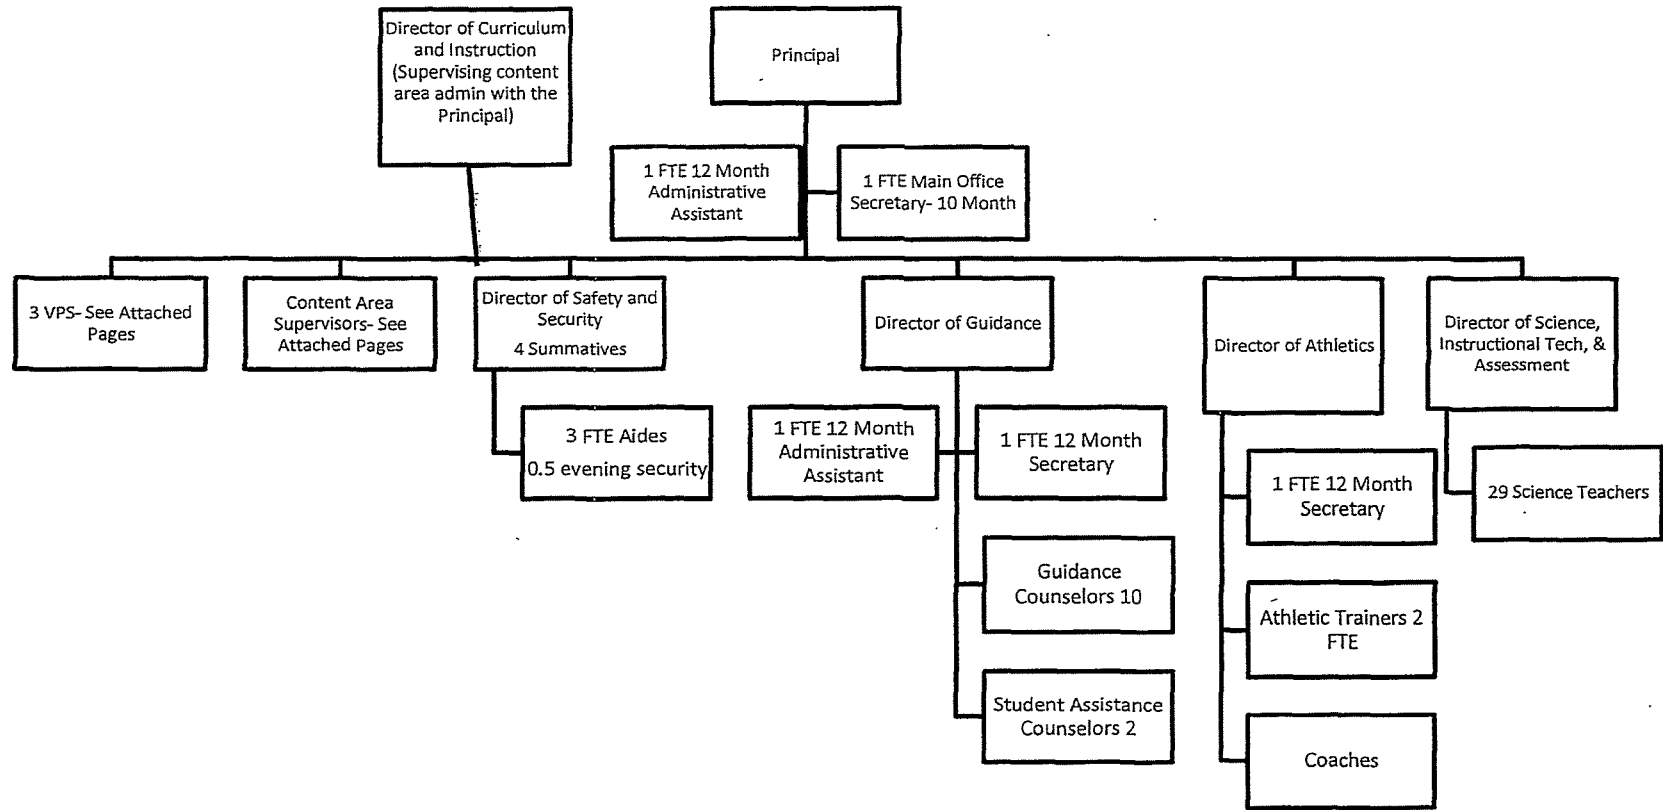 Director of Curriculum
and Instruction
(Supervising content
area admin with the
Principal)
Principal
1 FTE 12 Month
Administrative
Assistant
1 FTE Main Office
Secretary- 10 Month
3 VPS- See Attached
Pages
Content Area
Supervisors- See
Attached Pages
Director of Safety and
Security
4 Summatives
Director of Guidance
Director of Athletics
Director of Science,
Instructional Tech, &
Assessment
3 FTE Aides
0.5 evening security
1 FTE 12 Month
Administrative
Assistant
1 FTE 12 Month
Secretary
Guidance
Counselors 10
Student Assistance
Counselors 2
1 FTE 12 Month
Secretary
Athletic Trainers 2
FTE
Coaches
29 Science Teachers